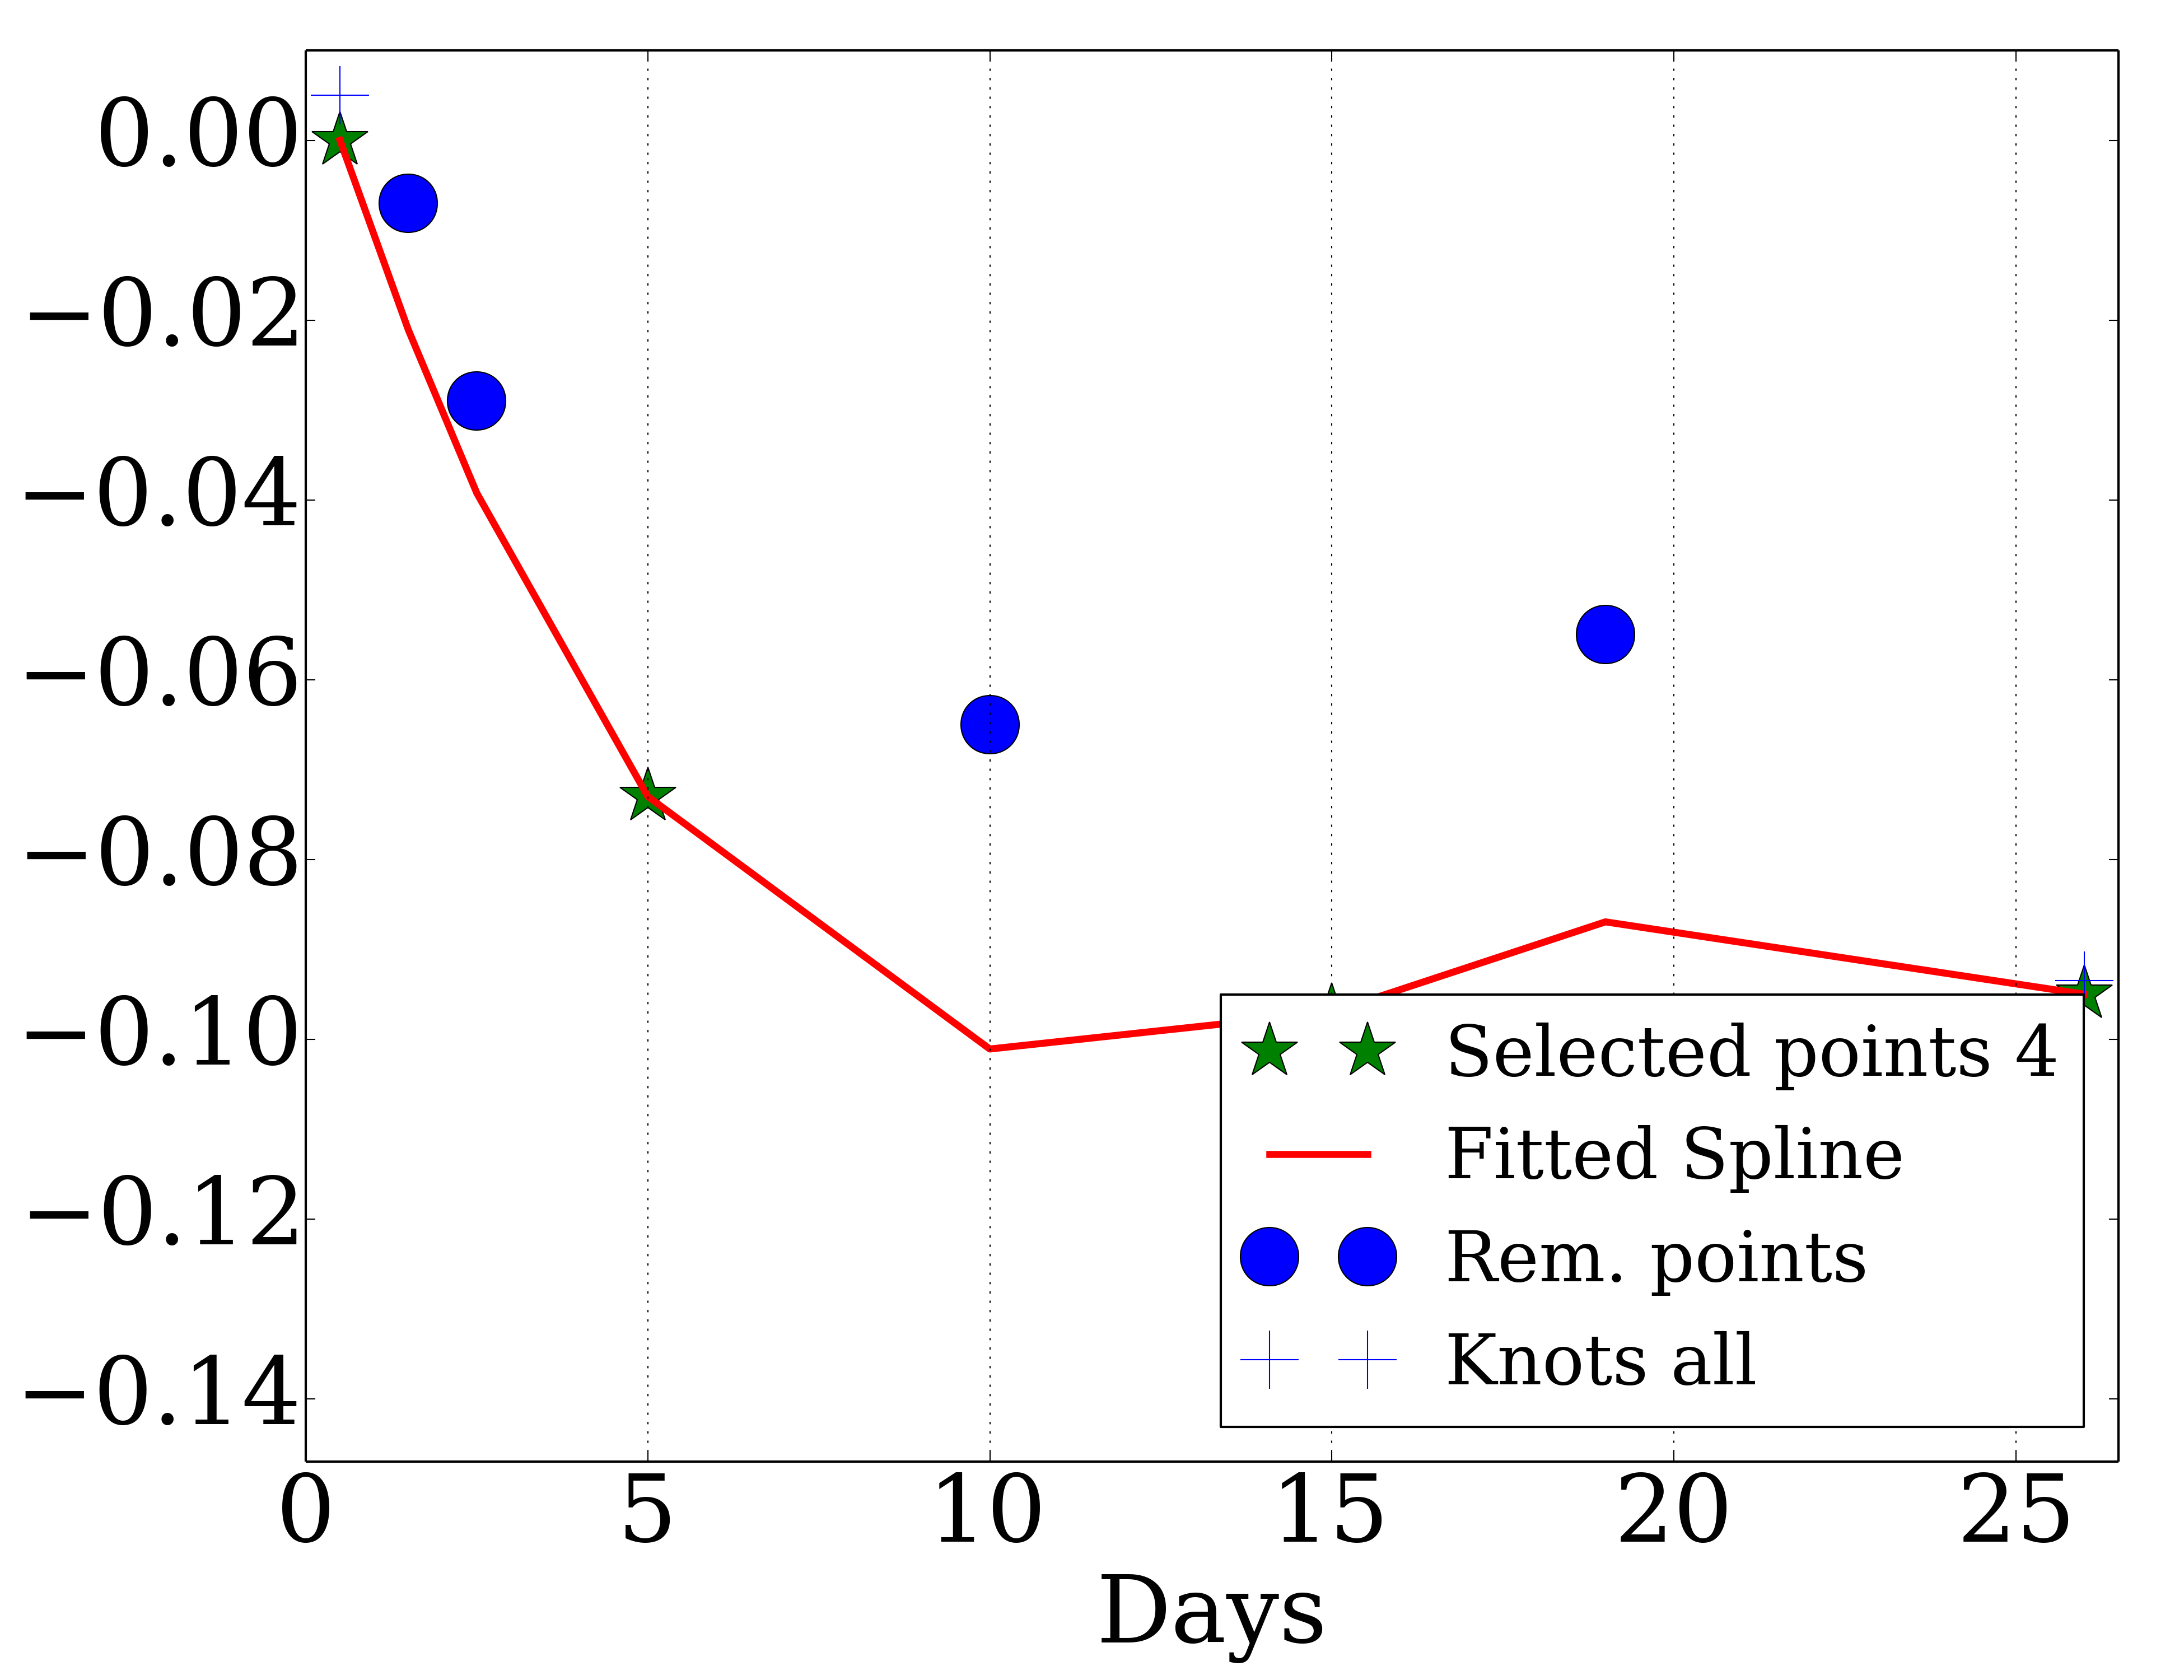 0.00
−0.02
−0.04
−0.06
−0.08
−0.10
−0.12
−0.14
Selected points 4
Fitted Spline
Rem. points
Knots all
0 5 10 15 20 25
Days